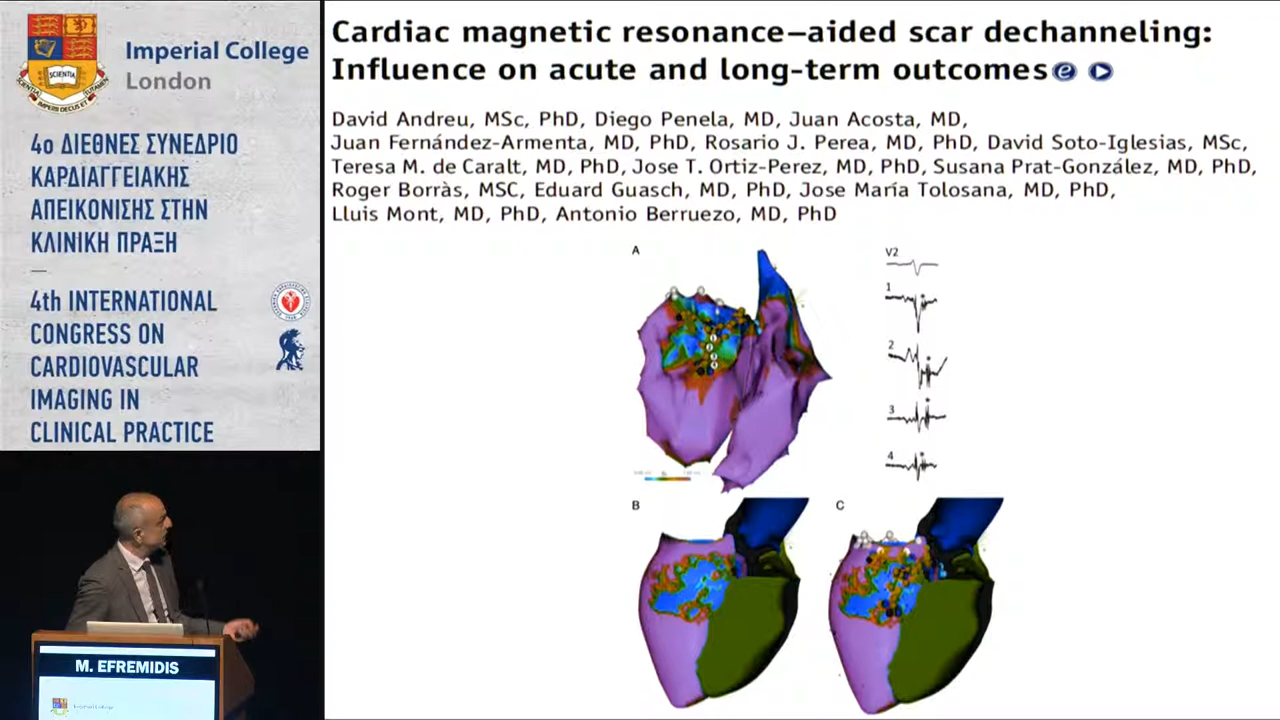 Imperial College
London
SCIENTIA
4ο ΔΙΕΘΝΕΣ ΣΥΝΕΔΡΙΟ
ΚΑΡΔΙΑΓΓΕΙΑΚΗΣ
ΑΠΕΙΚΟΝΙΣΗΣ ΣΤΗΝ
ΚΛΙΝΙΚΗ ΠΡΑΞΗ
4th INTERNATIONAL
CONGRESS ON
CARDIOVASCULAR
IMAGING IN
CLINICAL PRACTICE
M. EFREMIDIS
Imperial College
Cardiac magnetic resonance–aided scar dechanneling:
Influence on acute and long-term outcomes
David Andreu, MSc, PhD, Diego Penela, MD, Juan Acosta, MD,
Juan Fernández-Armenta, MD, PhD, Rosario J. Perea, MD, PhD, David Soto-Iglesias, MSc,
Teresa M. de Caralt, MD, PhD, Jose T. Ortiz-Perez, MD, PhD, Susana Prat-González, MD, PhD,
Roger Borràs, MSC, Eduard Guasch, MD, PhD, Jose María Tolosana, MD, PhD,
Lluis Mont, MD, PhD, Antonio Berruezo, MD, PhD
A
V2
1
2
3
4
B
C